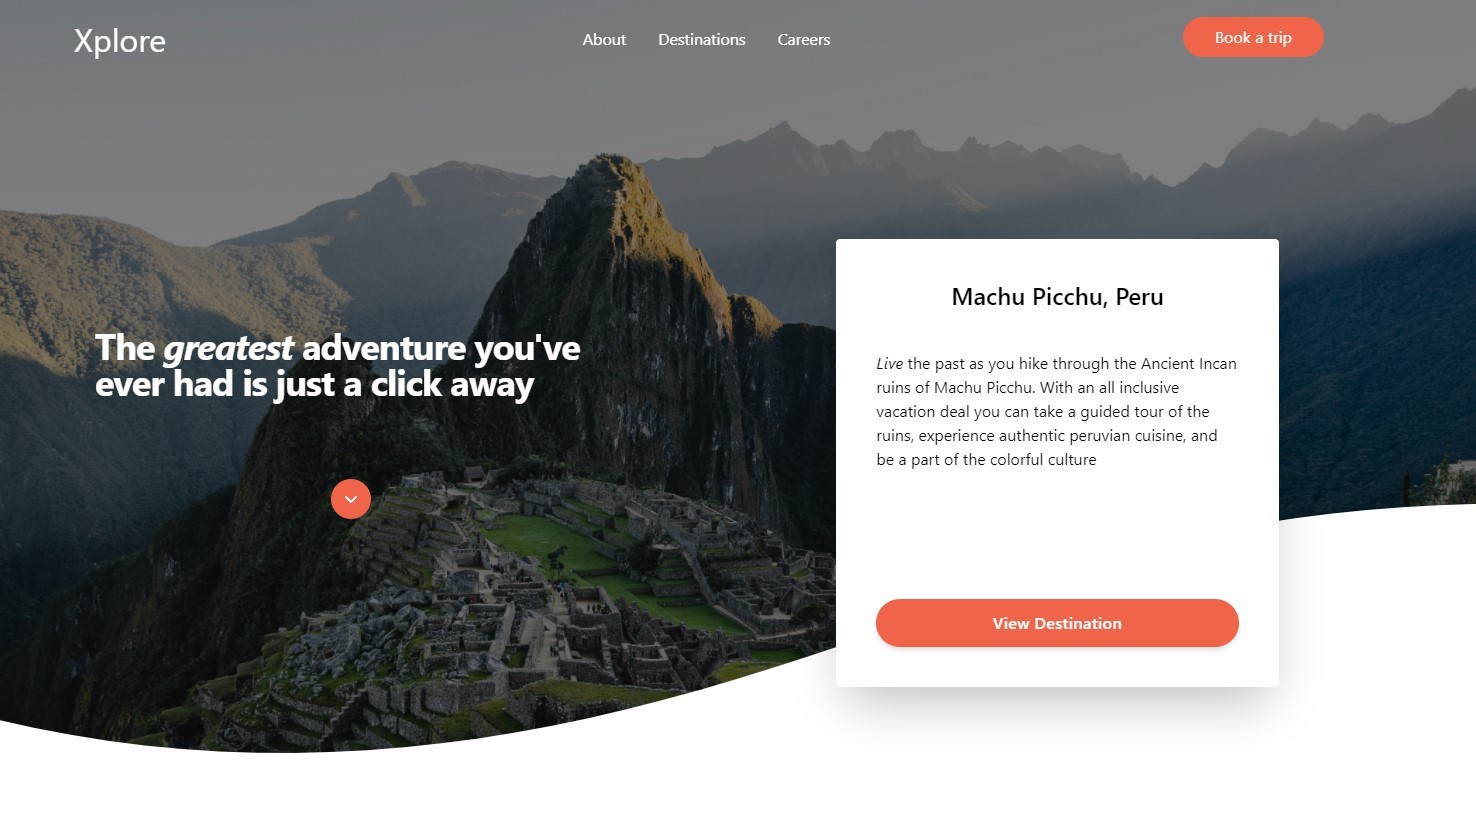 Xplore
About
Destinations
Careers
Book a trip
The greatest adventure you've
ever had is just a click away
Machu Picchu, Peru
Live the past as you hike through the Ancient Incan
ruins of Machu Picchu. With an all inclusive
vacation deal you can take a guided tour of the
ruins, experience authentic peruvian cuisine, and
be a part of the colorful culture
View Destination